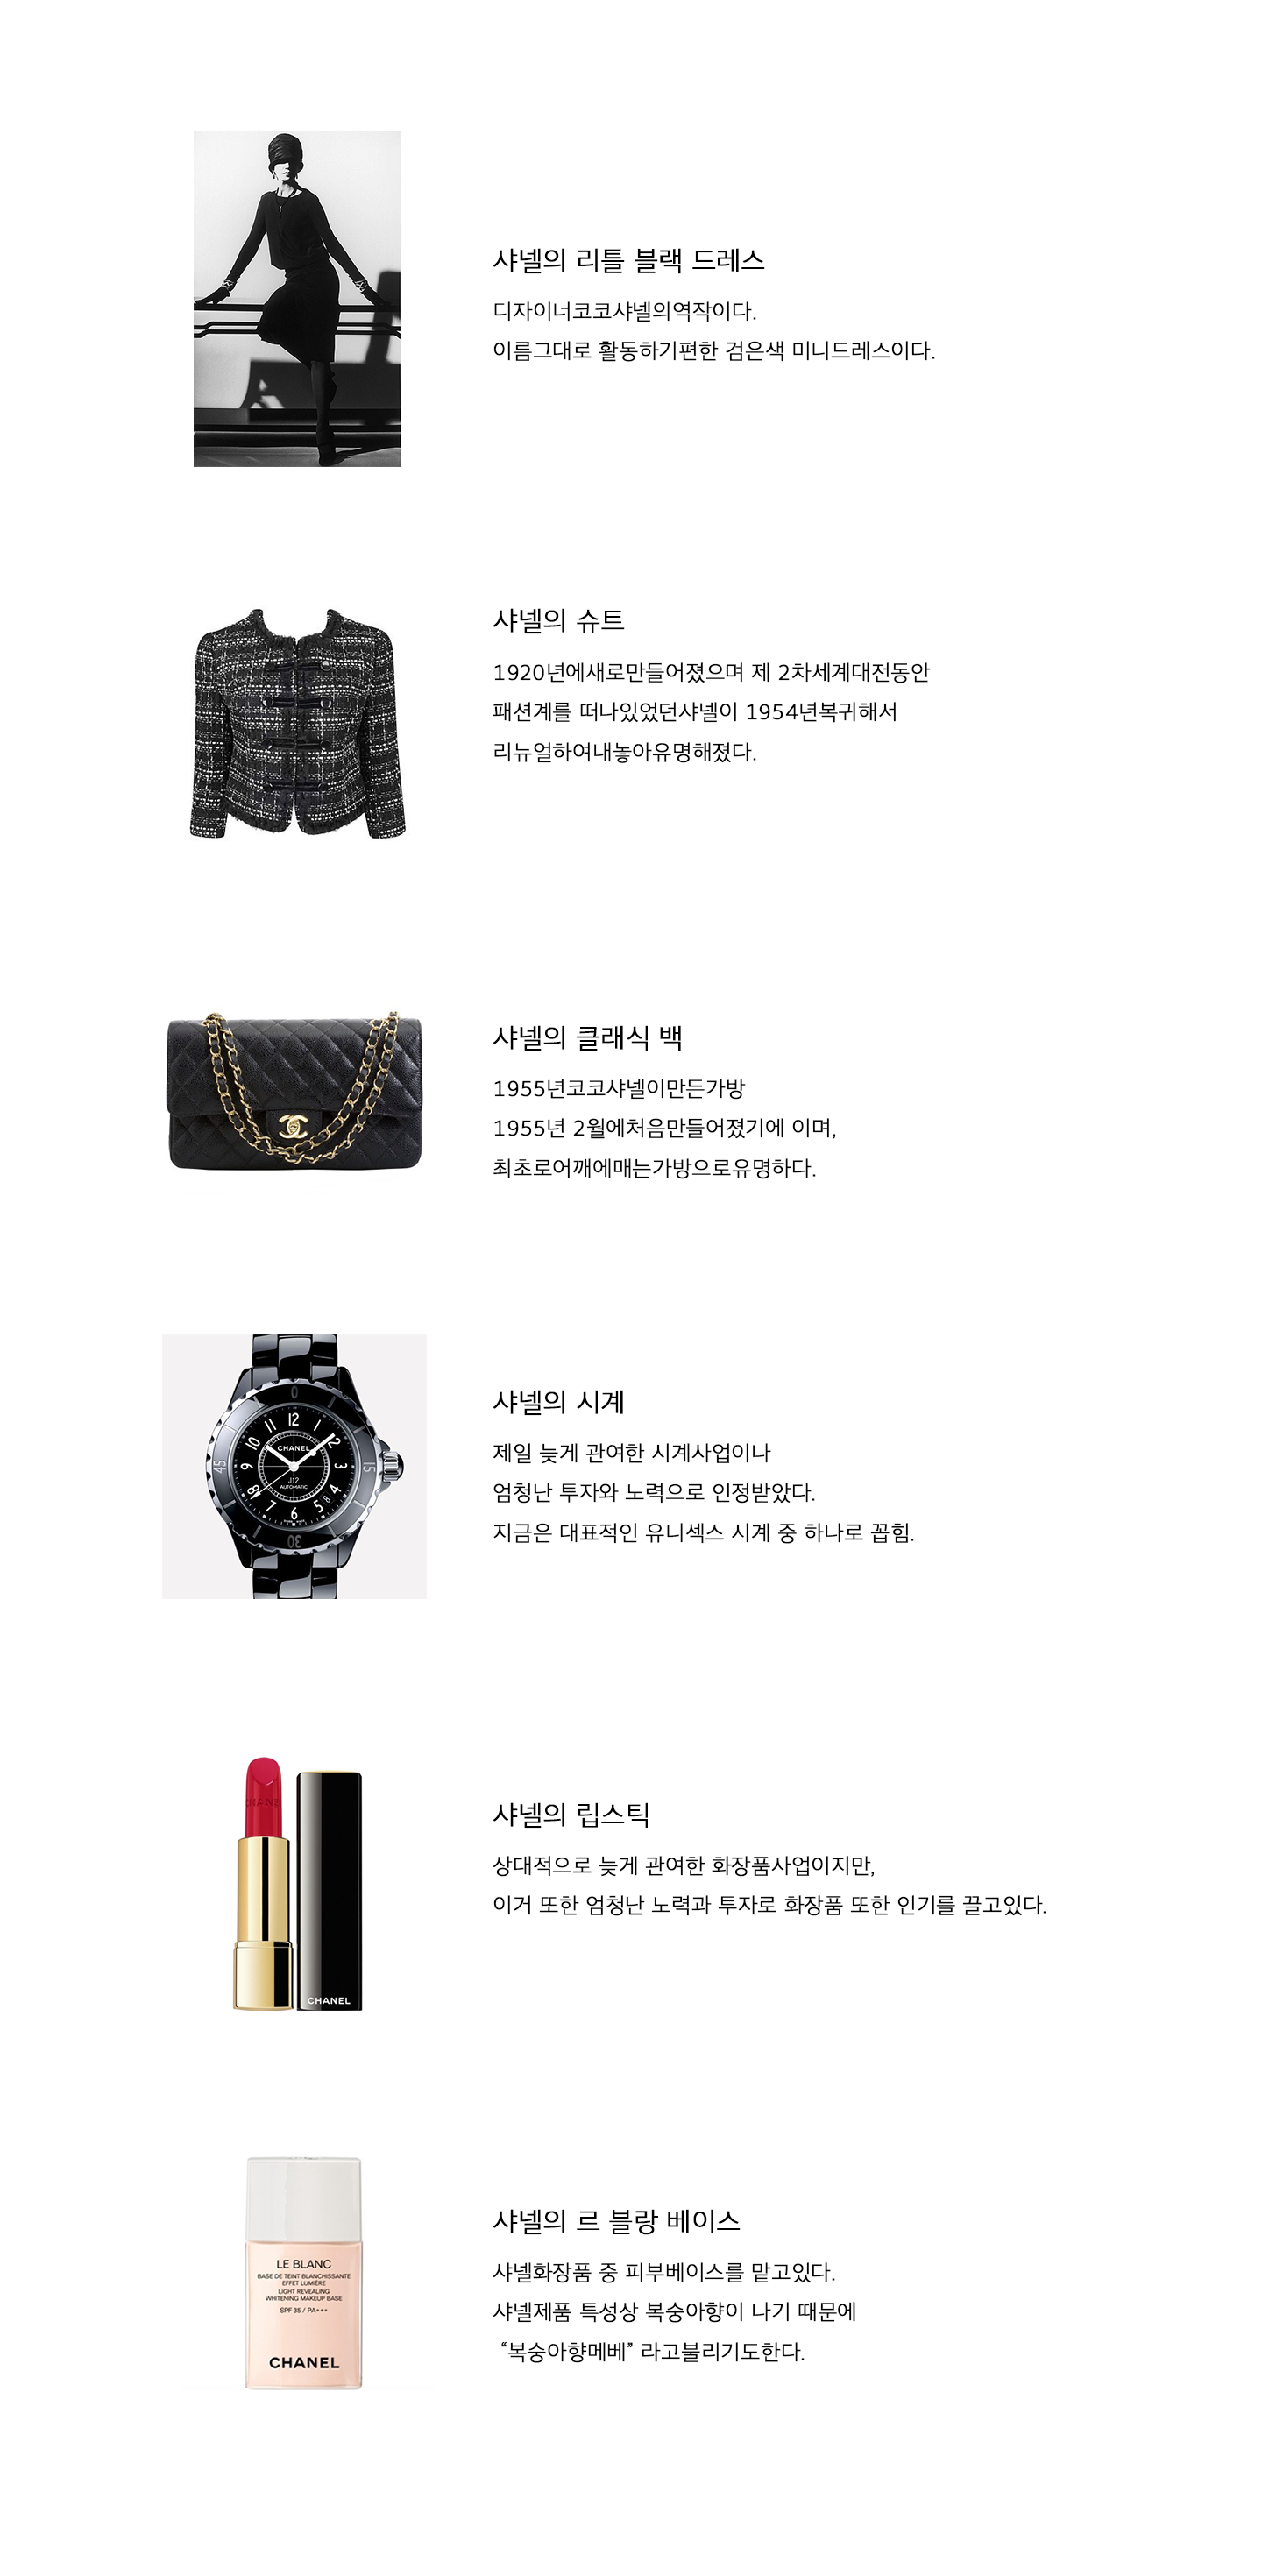 샤넬의 리틀 블랙 드레스
디자이너코코샤넬의역작이다.
이름그대로 활동하기편한 검은색 미니드레스이다.
샤넬의 슈트
1920년에새로만들어졌으며 제 2차세계대전동안
패션계를 떠나있었던샤넬이 1954년복귀해서
리뉴얼하여내놓아유명해졌다.
샤넬의 클래식 백
1955년코코샤넬이만든가방
1955년 2월에처음만들어졌기에 이며,
최초로어깨에매는가방으로유명하다.
0
15
30
45
12
1
2
3
4
5
6
8
9
10
CHANEL
J12
AUTOMATIC
샤넬의 시계
제일 늦게 관여한 시계사업이나
엄청난 투자와 노력으로 인정받았다.
지금은 대표적인 유니섹스 시계 중 하나로 꼽힘.
CHANEL
CHANEL
샤넬의 립스틱
상대적으로 늦게 관여한 화장품사업이지만,
이거 또한 엄청난 노력과 투자로 화장품 또한 인기를 끌고있다.
LE BLANC
BASE DE TEINT BLANCHISSANTE
EFFET LUMIÈRE
LIGHT REVEALING
WHITENING MAKEUP BASE
SPF 35 / PA+++
CHANEL
샤넬의 르 블랑 베이스
샤넬화장품 중 피부베이스를 맡고있다.
샤넬제품 특성상 복숭아향이 나기 때문에
“복숭아향메베” 라고불리기도한다.